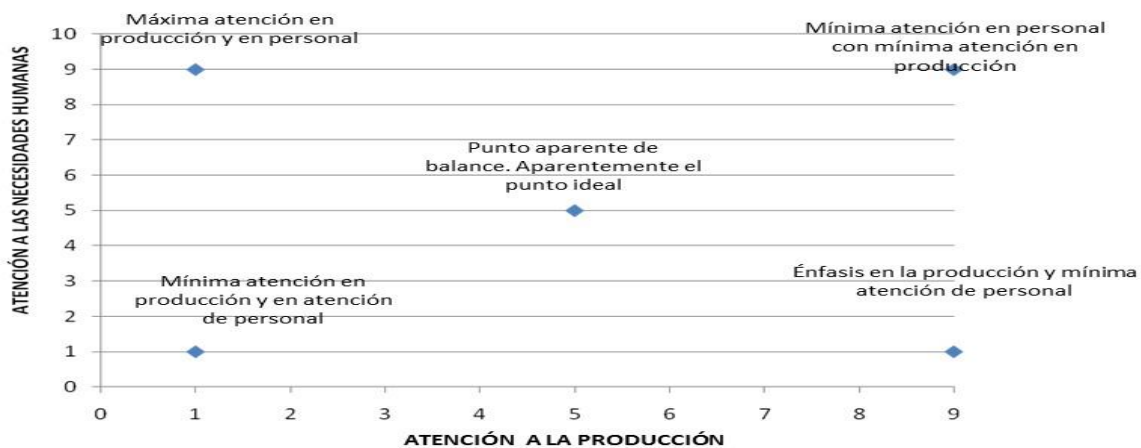 Máxima atención en
producción y en personal
Mínima atención en personal
con mínima atención en
producción
Punto aparente de
balance. Aparentemente el
punto ideal
Mínima atención en
producción y en atención
de personal
Énfasis en la producción y mínima
atención de personal
ATENCIÓN A LAS NECESIDADES HUMANAS
10
9
8
7
6
5
4
3
2
1
0
0 1 2 3 4 5 6 7 8 9
ATENCIÓN A LA PRODUCCIÓN